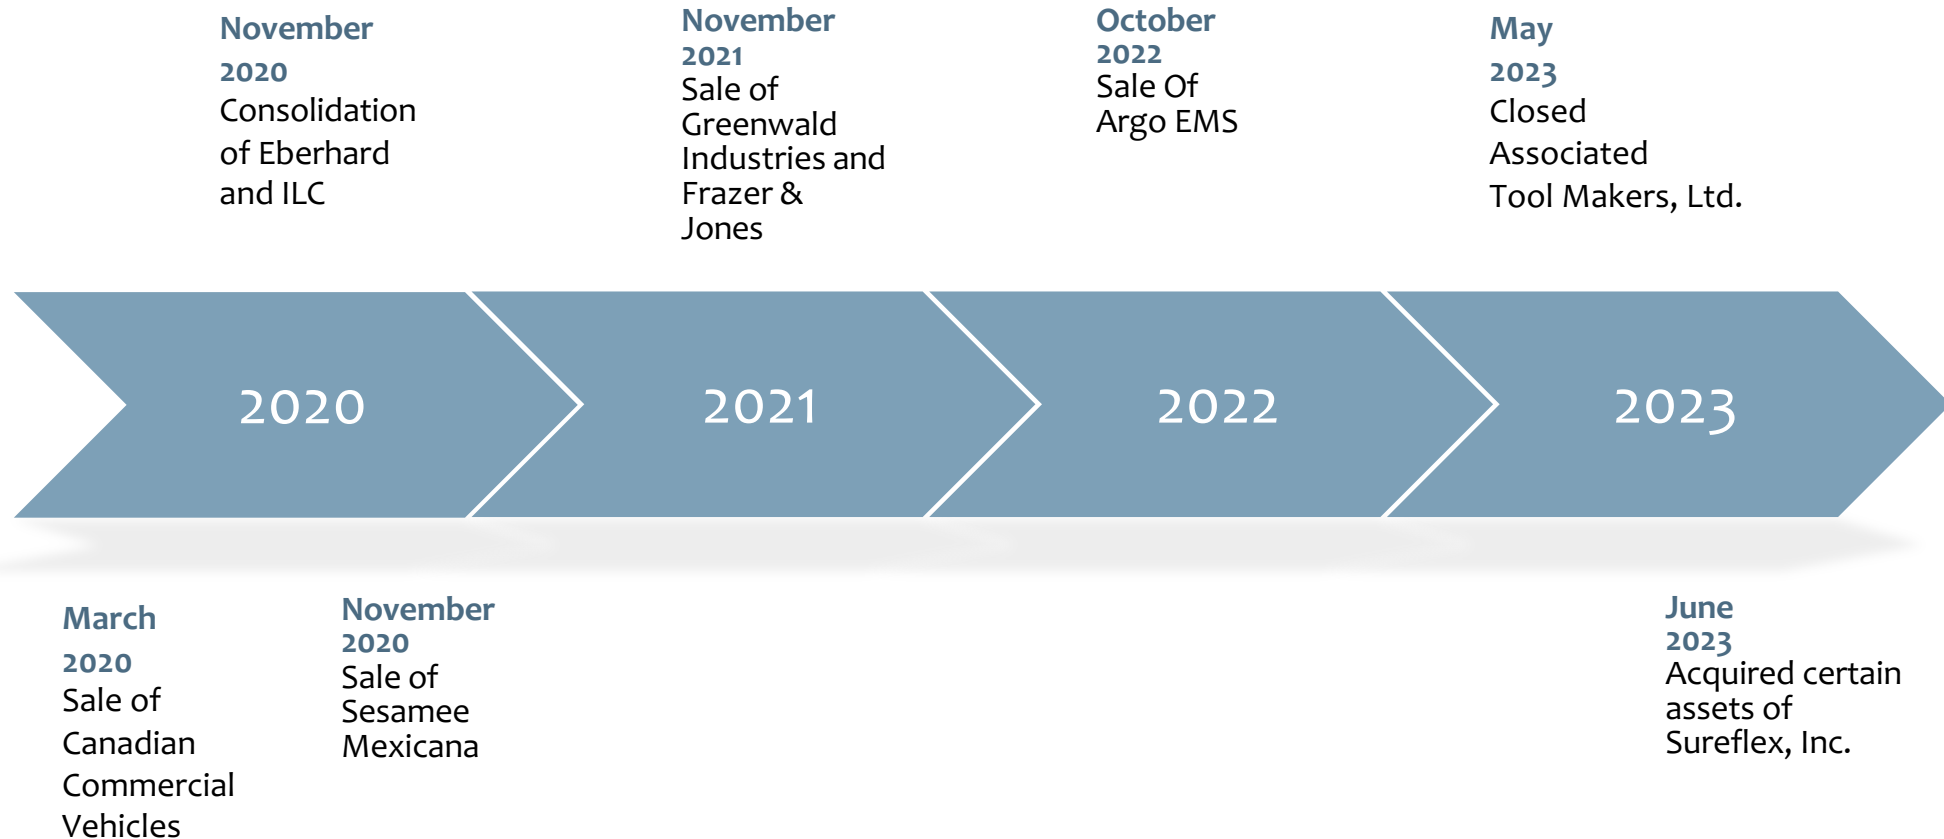 November
2020
Consolidation
of Eberhard
and ILC
November
2021
Sale of
Greenwald
Industries and
Frazer &
Jones
October
2022
Sale Of
Argo EMS
May
2023
Closed
Associated
Tool Makers, Ltd.
2020
2021
2022
2023
March
2020
Sale of
Canadian
Commercial
Vehicles
November
2020
Sale of
Sesamee
Mexicana
June
2023
Acquired certain
assets of
Sureflex, Inc.